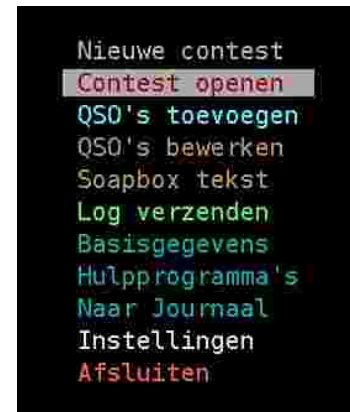 Nieuwe contest
Contest openen
QSO's toevoegen
QSO's bewerken
Soapbox tekst
Log verzenden
Basisgegevens
Hulpprogramma's
Naar Journaal
Instellingen
Afsluiten